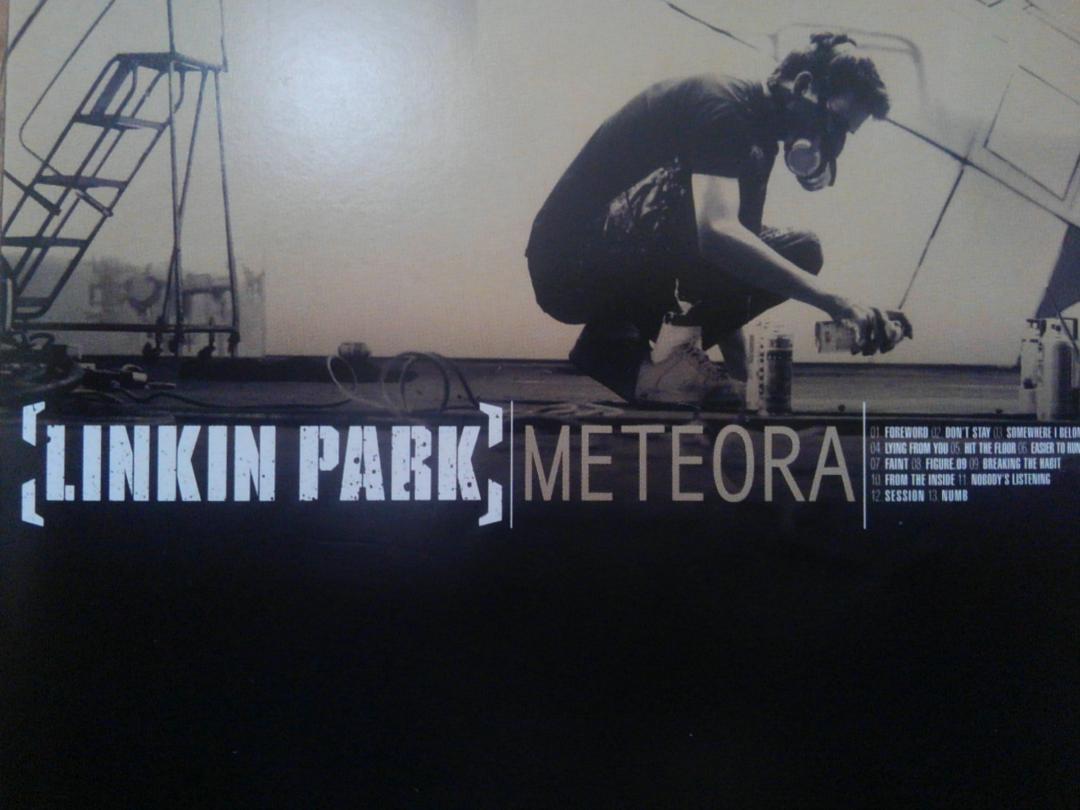 [LINKIN PARK]
METEORA
01 FOREWORD 02 DON'T STAY 03 SOMEWHERE I BELON
04 LYING FROM YOU 05 HIT THE FLOOR 06 EASIER TO RUN
07 FAINT 08 FIGURE.09 09 BREAKING THE HABIT
10 FROM THE INSIDE 11 NOBODY'S LISTENING
12 SESSION 13 NUMB